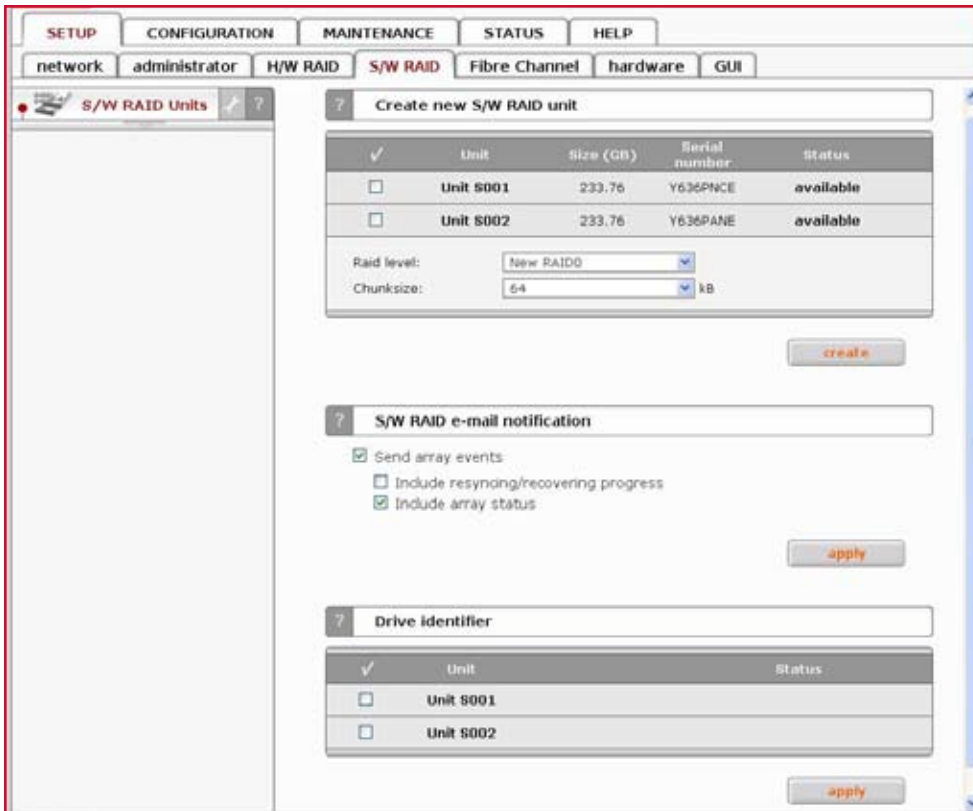 SETUP CONFIGURATION MAINTENANCE STATUS HELP
network administrator H/W RAID S/W RAID Fibre Channel hardware GUI
S/W RAID Units ?
? Create new S/W RAID unit
Unit Size (GB) Serial number Status
Unit S001 233.76 Y636PNCE available
Unit S002 233.76 Y636PANE available
Raid level: New RAID0
Chunksize: 64 kB
create
? S/W RAID e-mail notification
Send array events
Include resyncing/recovering progress
Include array status
apply
? Drive identifier
Unit Status
Unit S001
Unit S002
apply